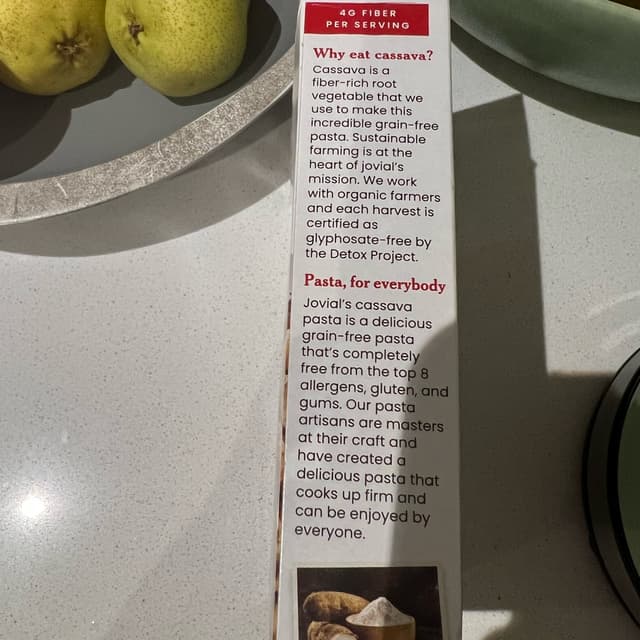 4G FIBER
PER SERVING
Why eat cassava?
Cassava is a
fiber-rich root
vegetable that we
use to make this
incredible grain-free
pasta. Sustainable
farming is at the
heart of jovial's
mission. We work
with organic farmers
and each harvest is
certified as
glyphosate-free by
the Detox Project.
Pasta, for everybody
Jovial's cassava
pasta is a delicious
grain-free pasta
that's completely
free from the top 8
allergens, gluten, and
gums. Our pasta
artisans are masters
at their craft and
have created a
delicious pasta that
cooks up firm and
can be enjoyed by
everyone.